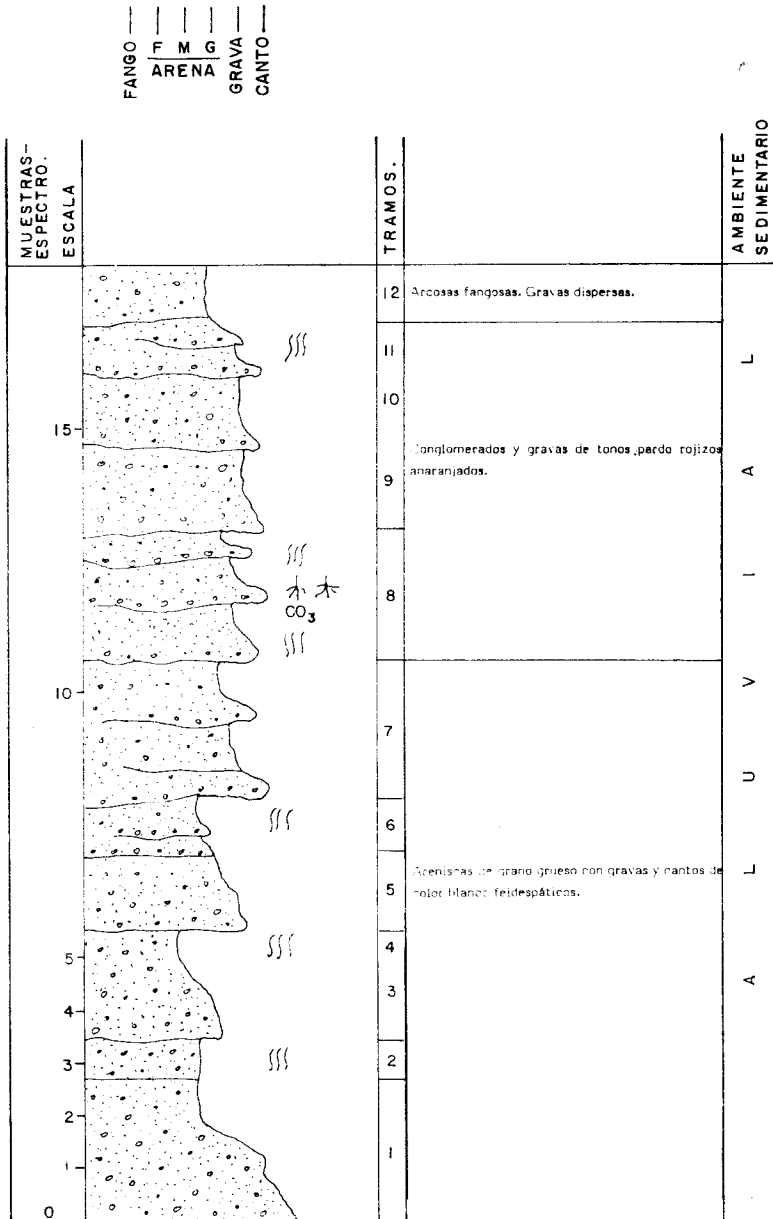 FANGO
F M G
ARENA
GRAVA
CANTO
MUESTRAS-
ESPECTRO.
ESCALA
TRAMOS.
AMBIENTE
SEDIMENTARIO
12 Arcosas fangosas. Gravas dispersas.
11
10
15
Conglomerados y gravas de tonos pardo rojizos
anaranjados.
9
8
CO₃
10
7
6
Areniscas de grano grueso con gravas y cantos de
color blanco feldespáticos.
5
5
4
4
3
3
2
2
1
1
0
A L U V I A L